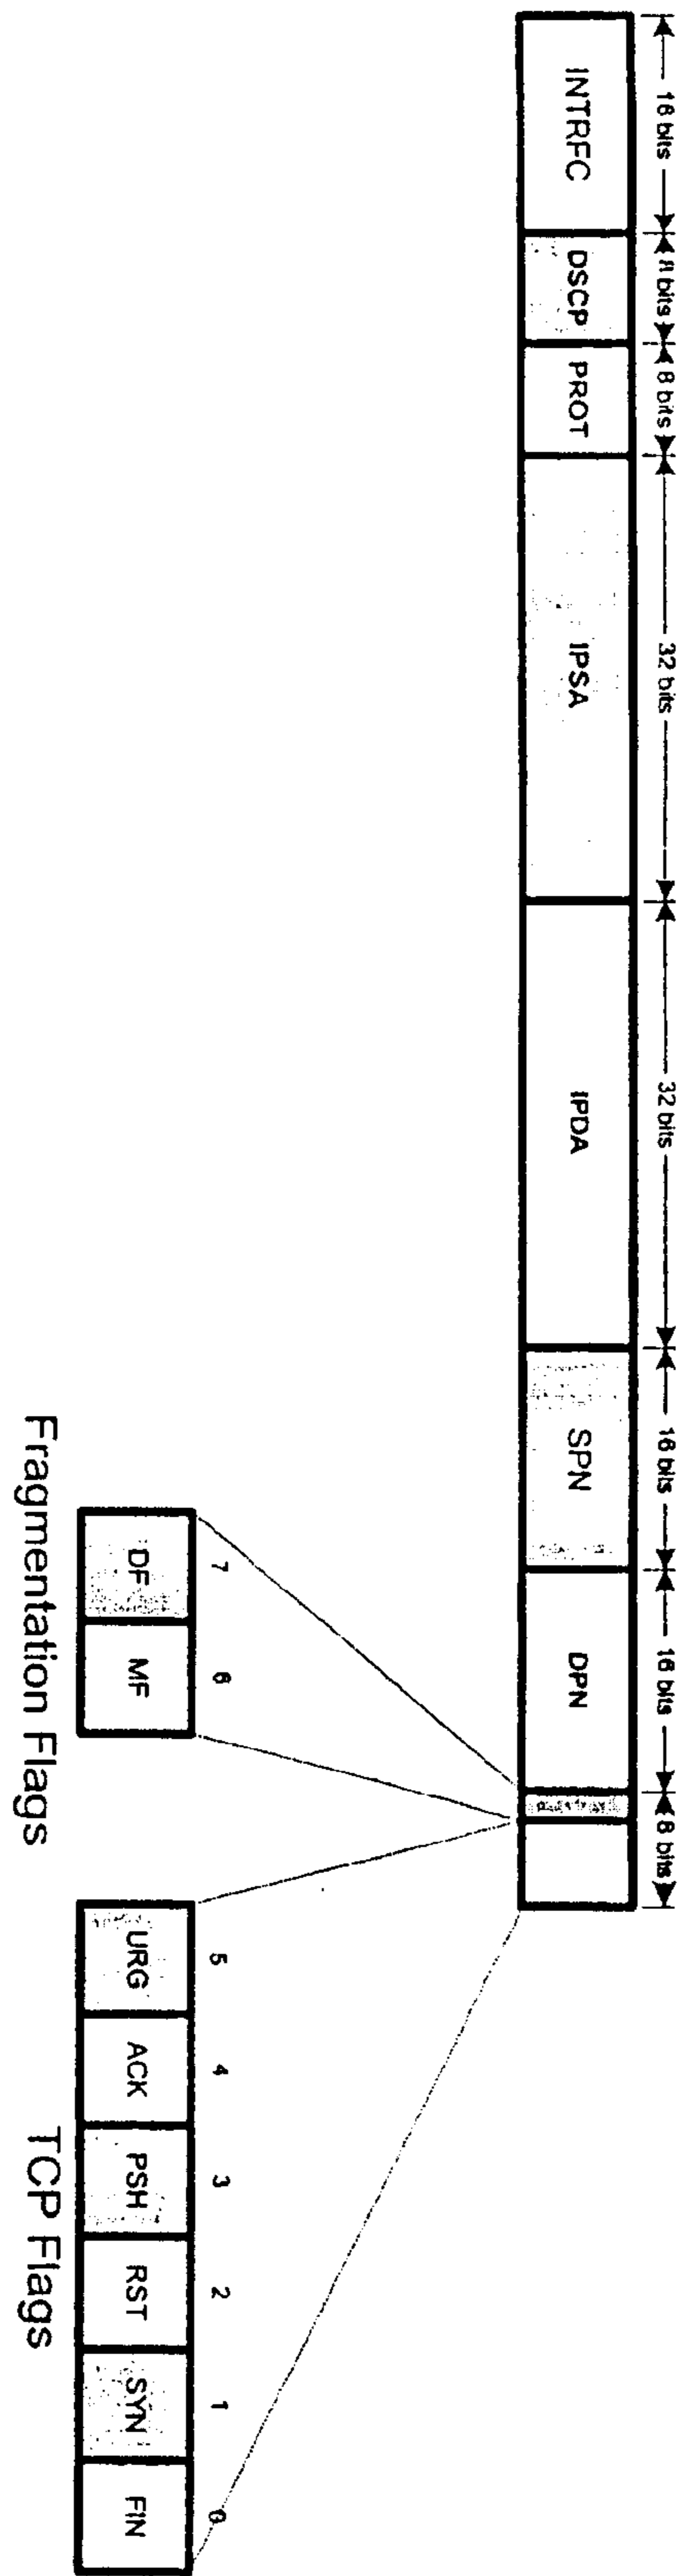 16 bits
8 bits
8 bits
32 bits
32 bits
16 bits
16 bits
8 bits
INTRFC
DSCP
PROT
IPSA
IPDA
SPN
DPN
7
6
DF
MF
Fragmentation Flags
5
4
3
2
1
0
URG
ACK
PSH
RST
SYN
FIN
TCP Flags